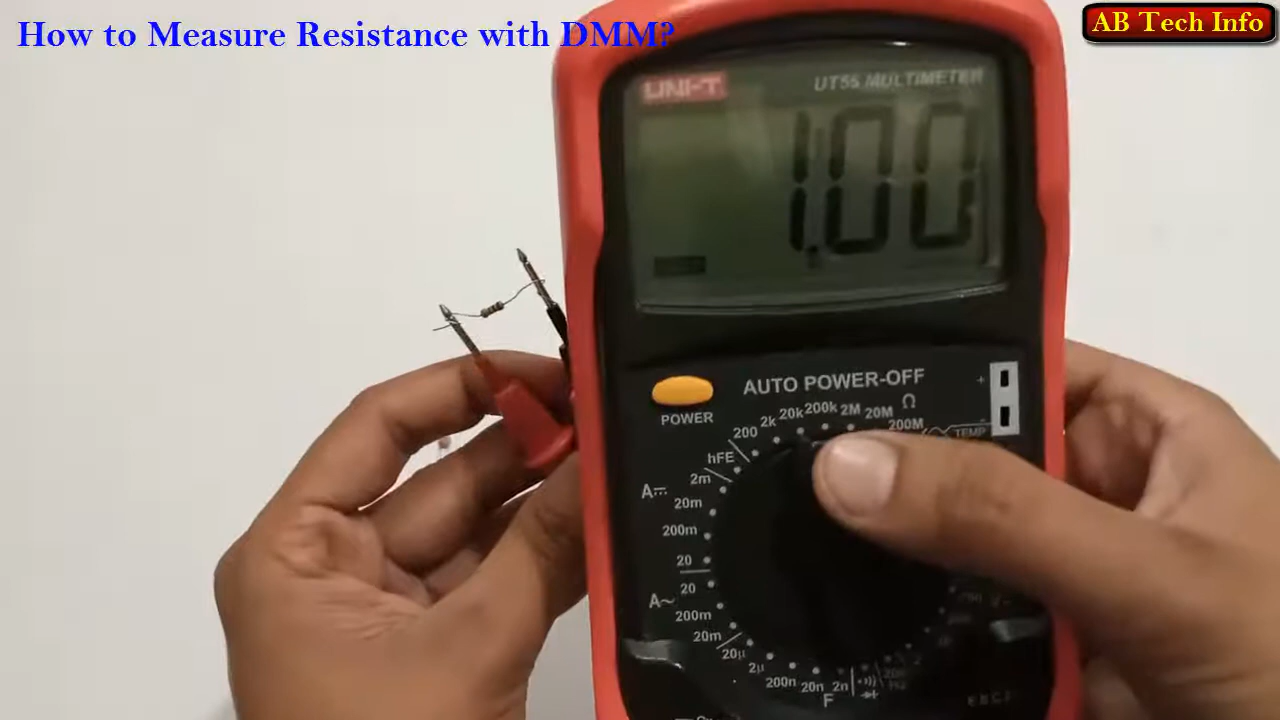 How to Measure Resistance with DMM?
AB Tech Info
UNI-T
UT55 MULTIMETER
1.00
AUTO POWER-OFF
POWER
200 2k 20k 200k 2M 20M Ω
200M
hFE
TEMP
A
2m
20m
200m
20
20
A~
200m
20m
20μ
2μ
200n
20n
2n
F
Hz